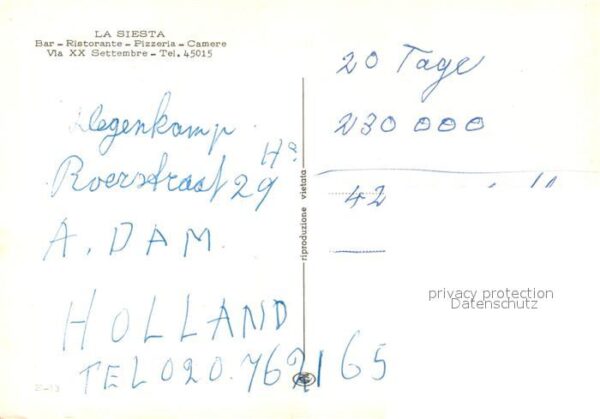 LA SIESTA
Bar - Ristorante - Pizzeria - Camere
Via XX Settembre - Tel. 45015
Roerstraat 29 Hs
A. DAM
HOLLAND
TEL 020. 762165
riproduzione vietata
20 Tage
230 000
42
privacy protection
Datenschutz